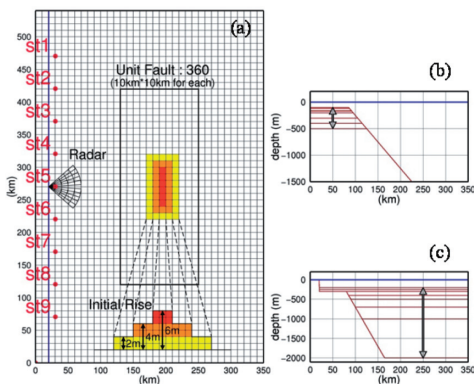 (a)
500
450
400
350
300
250
200
150
100
50
0
(km)
0 50 100 150 200 250 300 350
(km)
st1
st2
st3
st4
st5
st6
st7
st8
st9
Unit Fault : 360
(10km*10km for each)
Radar
Initial Rise
2m
4m
6m
(b)
0
-500
-1000
-1500
depth (m)
0 50 100 150 200 250 300 350
(km)
(c)
0
-500
-1000
-1500
-2000
depth (m)
0 50 100 150 200 250 300 350
(km)